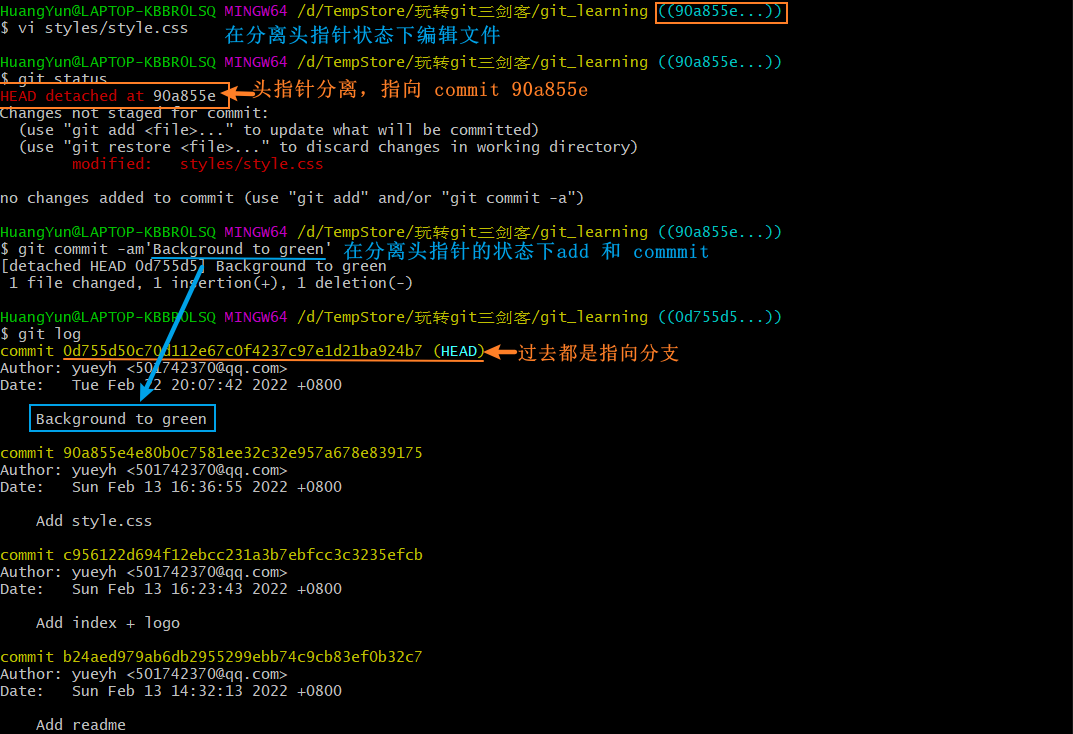 HuangYun@LAPTOP-KBBR0LSQ MINGW64 /d/TempStore/玩转git三剑客/git_learning ((90a855e...))
$ vi styles/style.css 在分离头指针状态下编辑文件
HuangYun@LAPTOP-KBBR0LSQ MINGW64 /d/TempStore/玩转git三剑客/git_learning ((90a855e...))
$ git status
HEAD detached at 90a855e 头指针分离，指向 commit 90a855e
Changes not staged for commit:
(use "git add <file>..." to update what will be committed)
(use "git restore <file>..." to discard changes in working directory)
modified: styles/style.css
no changes added to commit (use "git add" and/or "git commit -a")
HuangYun@LAPTOP-KBBR0LSQ MINGW64 /d/TempStore/玩转git三剑客/git_learning ((90a855e...))
$ git commit -am'Background to green' 在分离头指针的状态下add 和 commmit
[detached HEAD 0d755d5] Background to green
1 file changed, 1 insertion(+), 1 deletion(-)
HuangYun@LAPTOP-KBBR0LSQ MINGW64 /d/TempStore/玩转git三剑客/git_learning ((0d755d5...))
$ git log
commit 0d755d50c70d112e67c0f4237c97e1d21ba924b7 (HEAD) 过去都是指向分支
Author: yueyh <501742370@qq.com>
Date: Tue Feb 22 20:07:42 2022 +0800
Background to green
commit 90a855e4e80b0c7581ee32c32e957a678e839175
Author: yueyh <501742370@qq.com>
Date: Sun Feb 13 16:36:55 2022 +0800
Add style.css
commit c956122d694f12ebcc231a3b7ebfcc3c3235efcb
Author: yueyh <501742370@qq.com>
Date: Sun Feb 13 16:23:43 2022 +0800
Add index + logo
commit b24aed979ab6db2955299ebb74c9cb83ef0b32c7
Author: yueyh <501742370@qq.com>
Date: Sun Feb 13 14:32:13 2022 +0800
Add readme